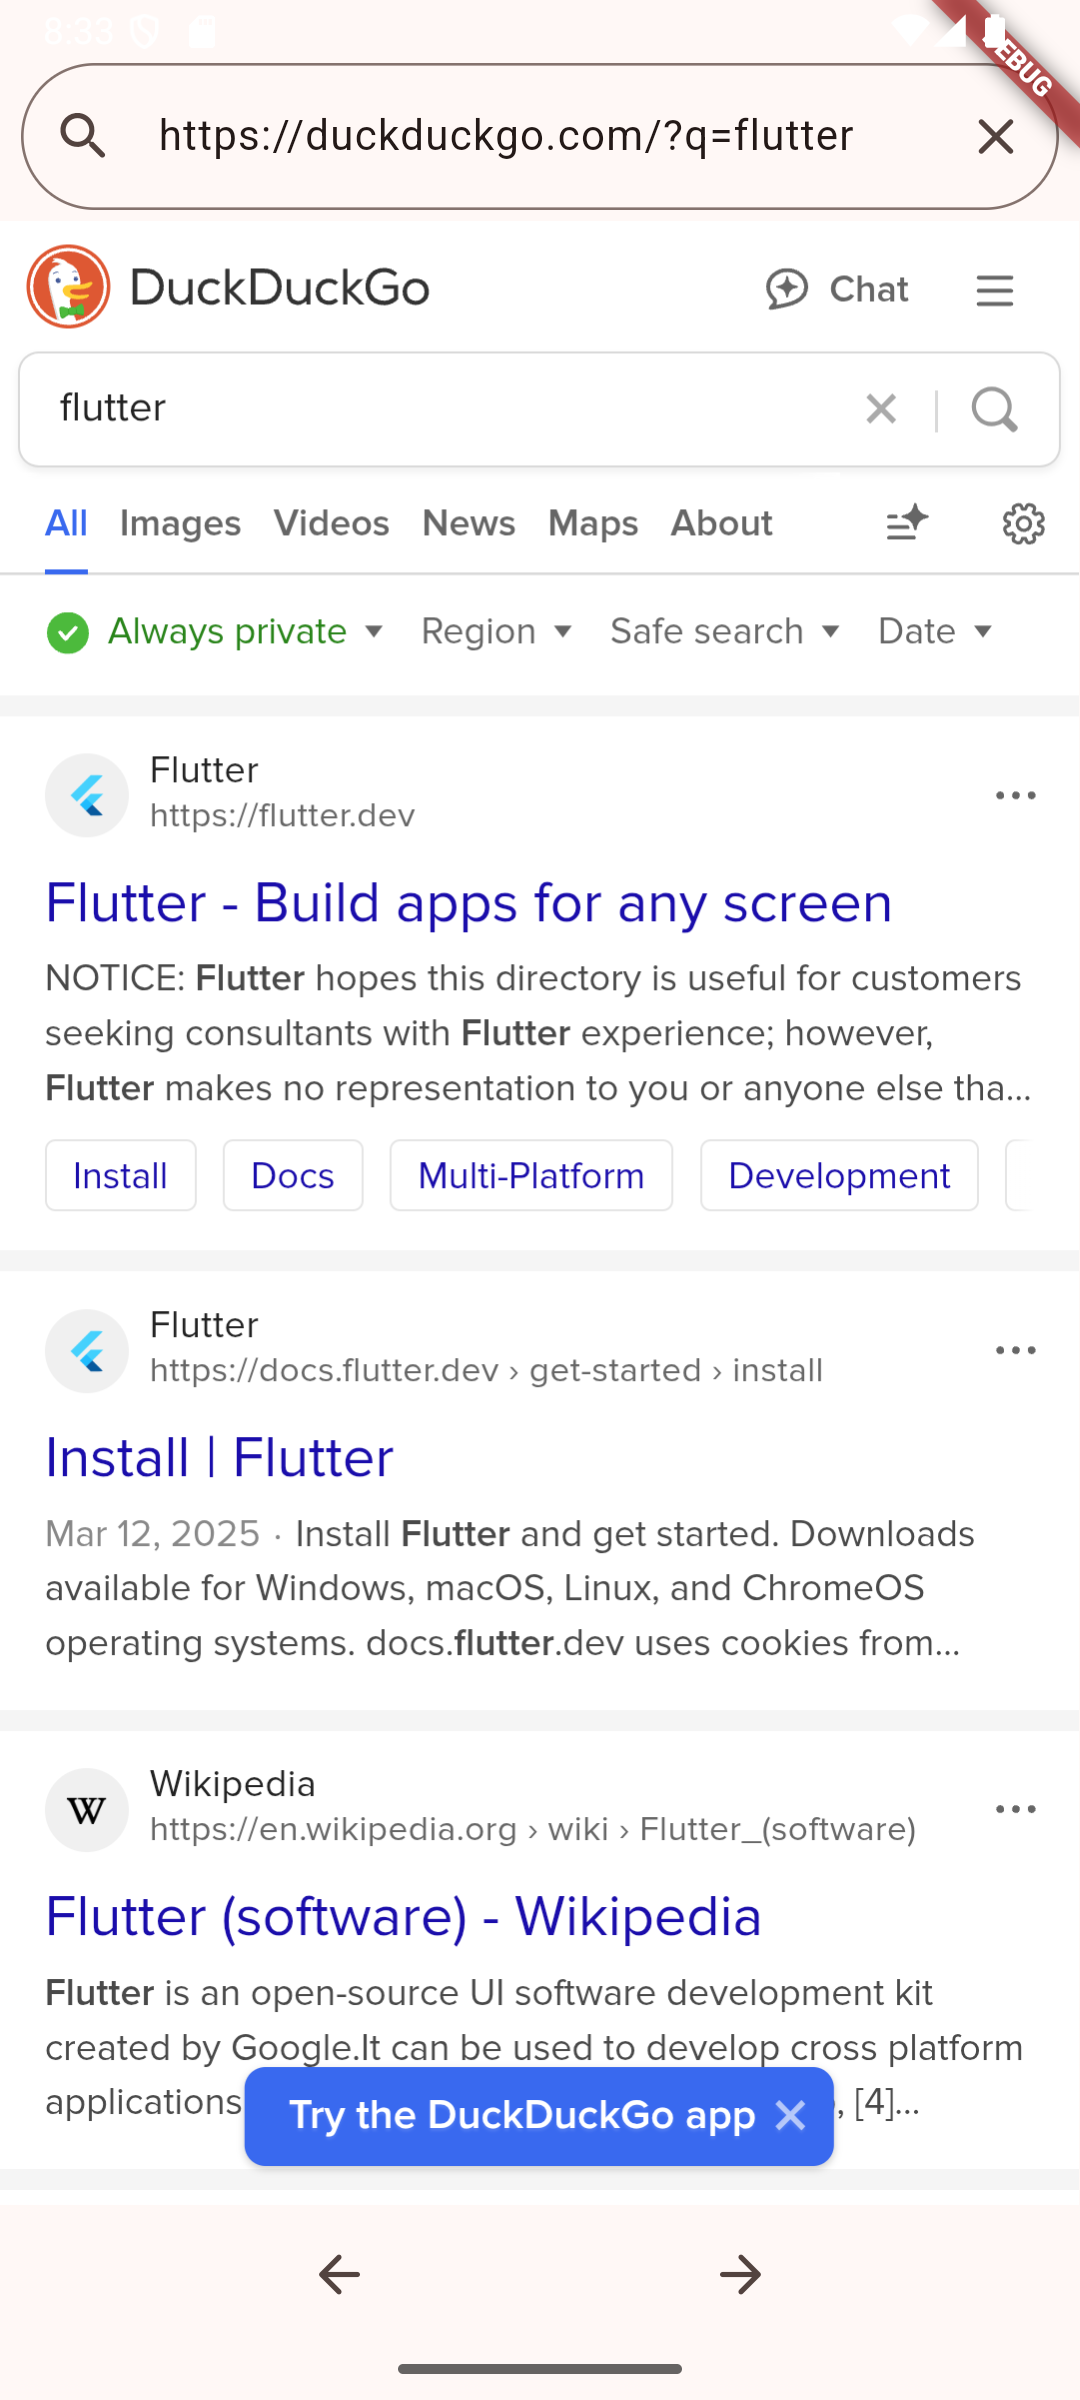 8:33
DEBUG
https://duckduckgo.com/?q=flutter
DuckDuckGo
Chat
flutter
All Images Videos News Maps About
Always private Region Safe search Date
Flutter
https://flutter.dev
Flutter - Build apps for any screen
NOTICE: Flutter hopes this directory is useful for customers
seeking consultants with Flutter experience; however,
Flutter makes no representation to you or anyone else tha...
Install Docs Multi-Platform Development
Flutter
https://docs.flutter.dev › get-started › install
Install | Flutter
Mar 12, 2025 · Install Flutter and get started. Downloads
available for Windows, macOS, Linux, and ChromeOS
operating systems. docs.flutter.dev uses cookies from...
W
Wikipedia
https://en.wikipedia.org › wiki › Flutter_(software)
Flutter (software) - Wikipedia
Flutter is an open-source UI software development kit
created by Google.It can be used to develop cross platform
applications , [4]...
Try the DuckDuckGo app